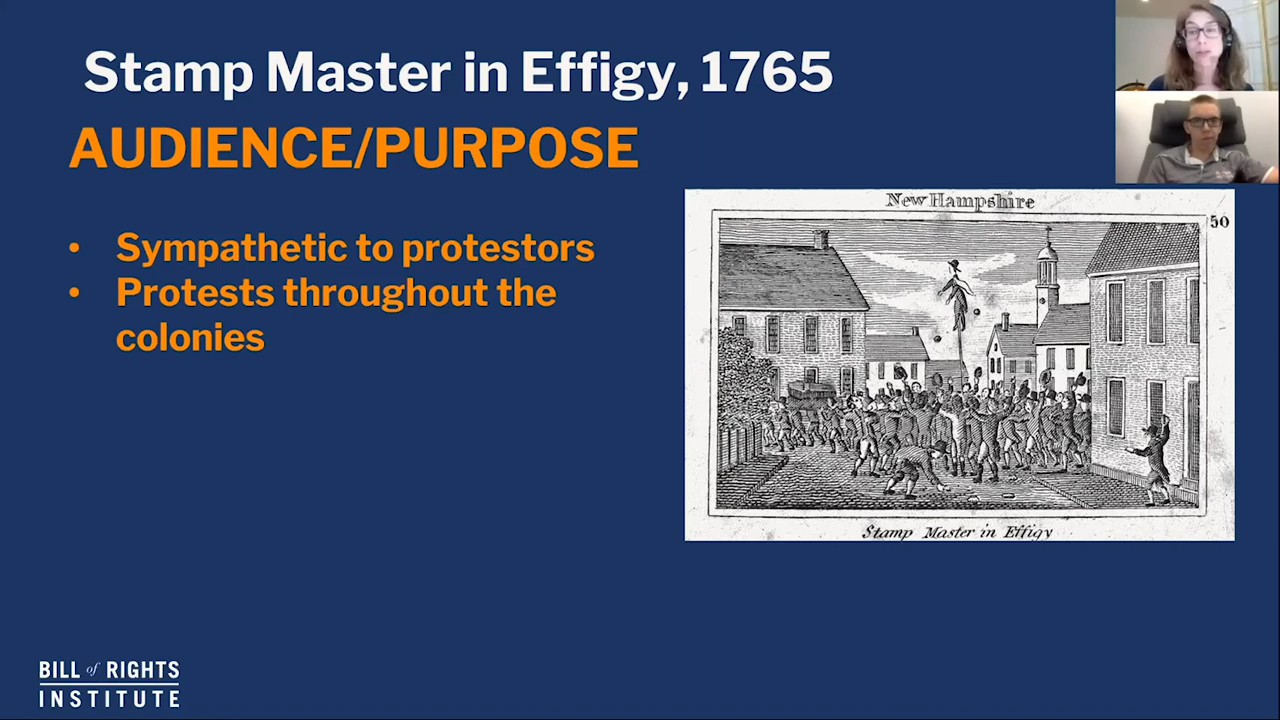 Stamp Master in Effigy, 1765
AUDIENCE/PURPOSE
• Sympathetic to protestors
• Protests throughout the
colonies
New Hampshire
50
Stamp Master in Effigy
BILL of RIGHTS
INSTITUTE